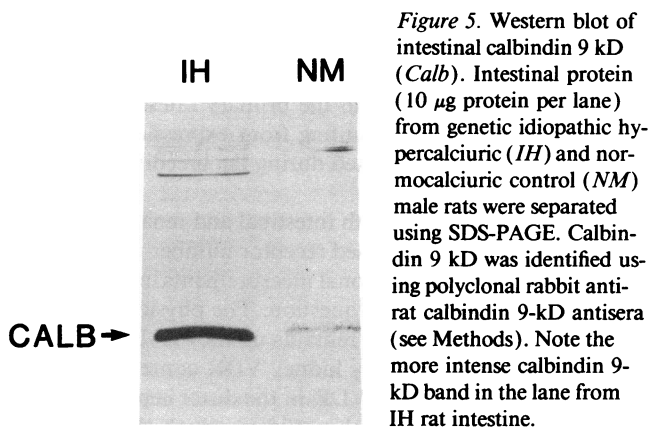 IH NM
CALB
Figure 5. Western blot of
intestinal calbindin 9 kD
(Calb). Intestinal protein
(10 μg protein per lane)
from genetic idiopathic hy-
percalciuric (IH) and nor-
mocalciuric control (NM)
male rats were separated
using SDS-PAGE. Calbin-
din 9 kD was identified us-
ing polyclonal rabbit anti-
rat calbindin 9-kD antisera
(see Methods). Note the
more intense calbindin 9-
kD band in the lane from
IH rat intestine.